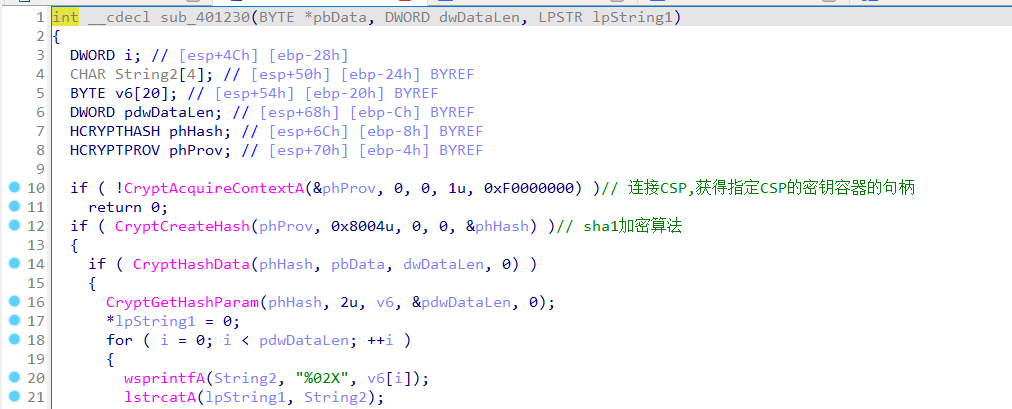 1 int __cdecl sub_401230(BYTE *pbData, DWORD dwDataLen, LPSTR lpString1)
2 {
3   DWORD i; // [esp+4Ch] [ebp-28h]
4   CHAR String2[4]; // [esp+50h] [ebp-24h] BYREF
5   BYTE v6[20]; // [esp+54h] [ebp-20h] BYREF
6   DWORD pdwDataLen; // [esp+68h] [ebp-Ch] BYREF
7   HCRYPTHASH phHash; // [esp+6Ch] [ebp-8h] BYREF
8   HCRYPTPROV phProv; // [esp+70h] [ebp-4h] BYREF
9
10   if ( !CryptAcquireContextA(&phProv, 0, 0, 1u, 0xF0000000) )// 连接CSP,获得指定CSP的密钥容器的句柄
11     return 0;
12   if ( CryptCreateHash(phProv, 0x8004u, 0, 0, &phHash) )// sha1加密算法
13   {
14     if ( CryptHashData(phHash, pbData, dwDataLen, 0) )
15     {
16       CryptGetHashParam(phHash, 2u, v6, &pdwDataLen, 0);
17       *lpString1 = 0;
18       for ( i = 0; i < pdwDataLen; ++i )
19       {
20         wsprintfA(String2, "%02X", v6[i]);
21         lstrcatA(lpString1, String2);